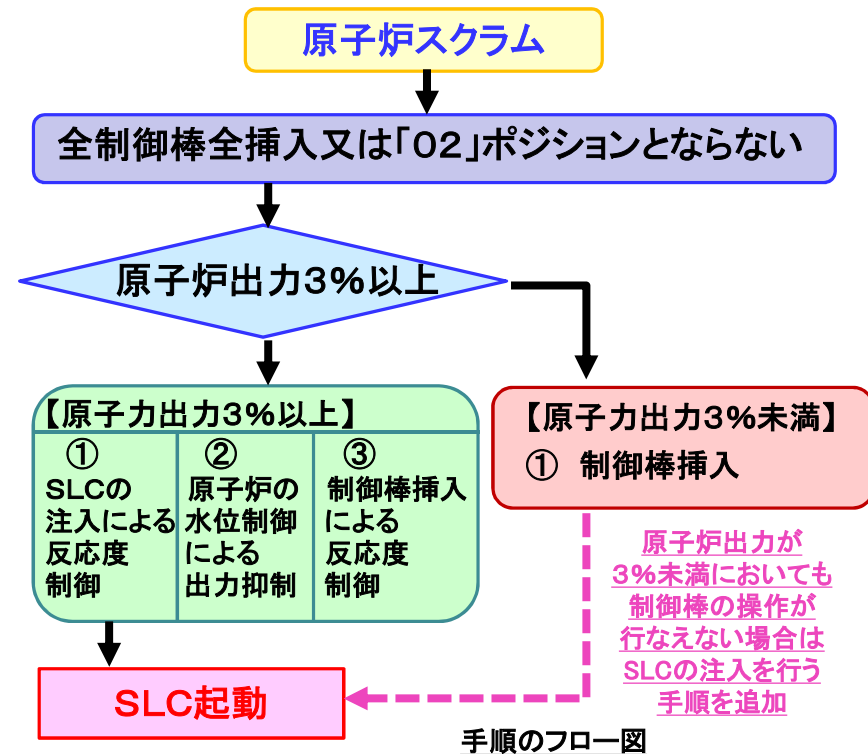 原子炉スクラム
全制御棒全挿入又は「０２」ポジションとならない
原子炉出力３％以上
【原子力出力３％以上】
①
ＳＬＣの
注入による
反応度
制御
②
原子炉の
水位制御
による
出力抑制
③
制御棒挿入
による
反応度
制御
【原子力出力３％未満】
① 制御棒挿入
原子炉出力が
３％未満においても
制御棒の操作が
行なえない場合は
ＳＬＣの注入を行う
手順を追加
ＳＬＣ起動
手順のフロー図